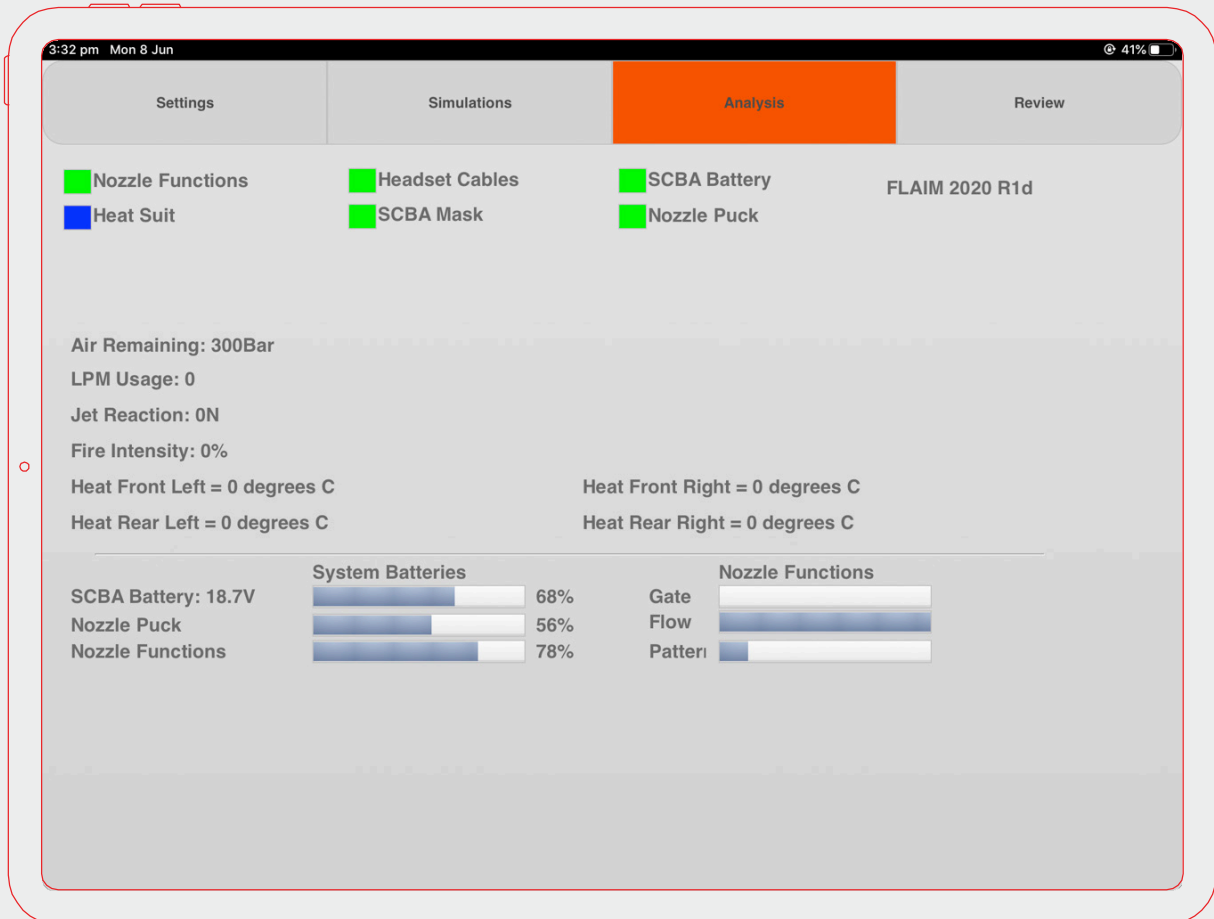 3:32 pm Mon 8 Jun 41%
Settings Simulations Analysis Review
Nozzle Functions Headset Cables SCBA Battery FLAIM 2020 R1d
Heat Suit SCBA Mask Nozzle Puck
Air Remaining: 300Bar
LPM Usage: 0
Jet Reaction: 0N
Fire Intensity: 0%
Heat Front Left = 0 degrees C Heat Front Right = 0 degrees C
Heat Rear Left = 0 degrees C Heat Rear Right = 0 degrees C
System Batteries Nozzle Functions
SCBA Battery: 18.7V 68% Gate
Nozzle Puck 56% Flow
Nozzle Functions 78% Patter